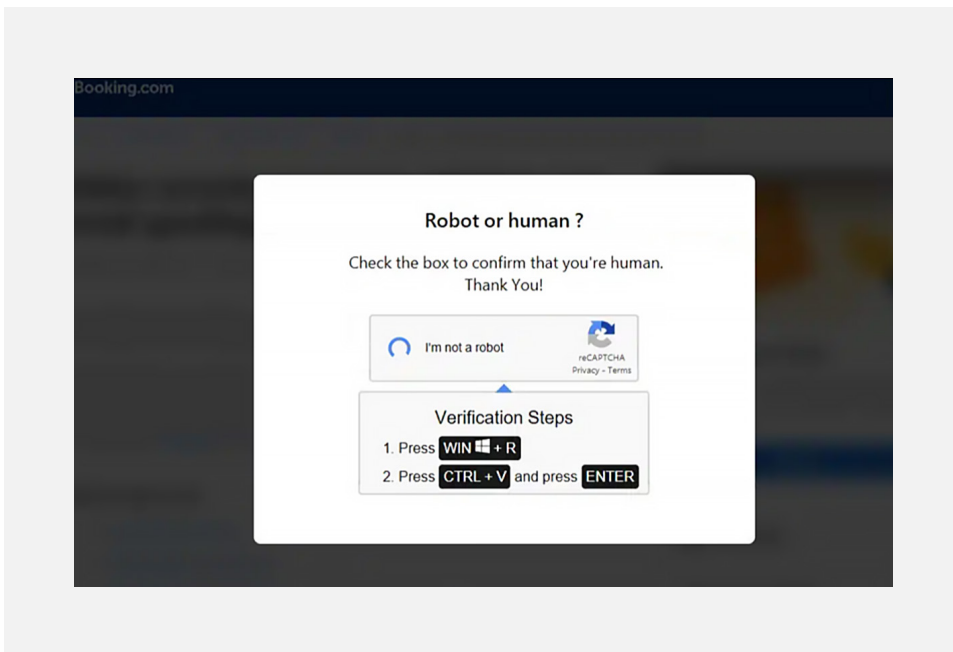 Booking.com
Robot or human ?
Check the box to confirm that you're human.
Thank You!
I'm not a robot
reCAPTCHA
Privacy - Terms
Verification Steps
1. Press WIN + R
2. Press CTRL + V and press ENTER